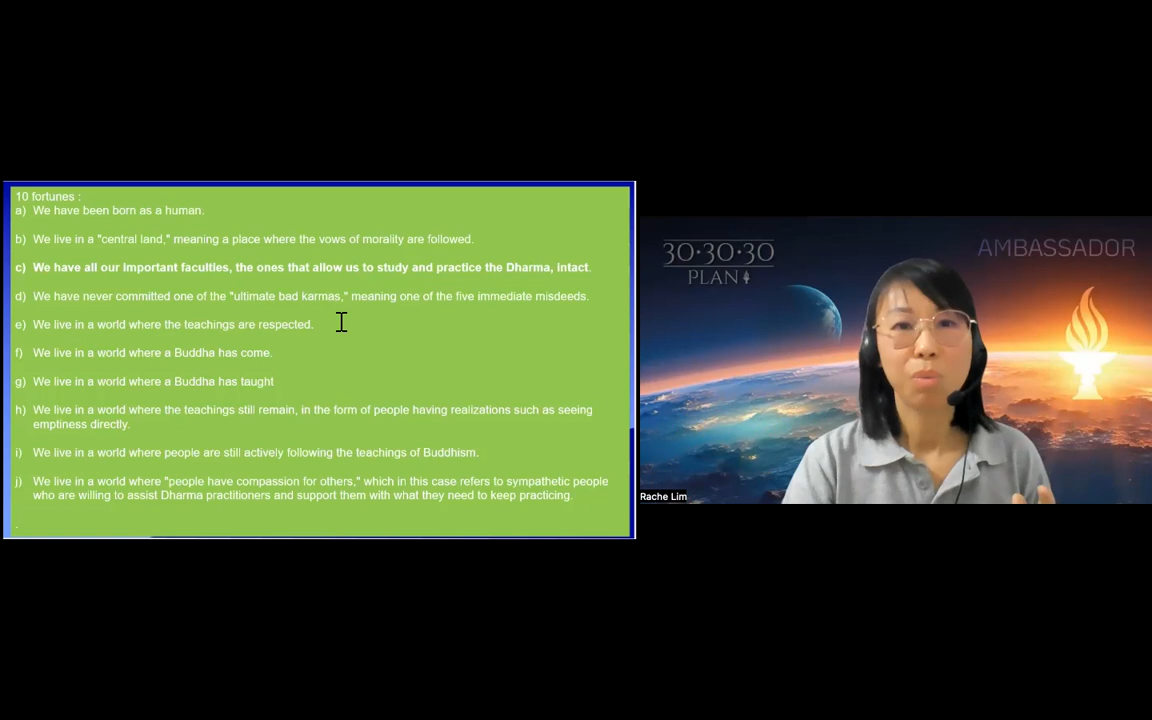 10 fortunes :
a) We have been born as a human.
b) We live in a "central land," meaning a place where the vows of morality are followed.
c) We have all our important faculties, the ones that allow us to study and practice the Dharma, intact.
d) We have never committed one of the "ultimate bad karmas," meaning one of the five immediate misdeeds.
e) We live in a world where the teachings are respected.
f) We live in a world where a Buddha has come.
g) We live in a world where a Buddha has taught
h) We live in a world where the teachings still remain, in the form of people having realizations such as seeing
emptiness directly.
i) We live in a world where people are still actively following the teachings of Buddhism.
j) We live in a world where "people have compassion for others," which in this case refers to sympathetic people
who are willing to assist Dharma practitioners and support them with what they need to keep practicing.
.
30·30·30
PLAN
AMBASSADOR
Rache Lim